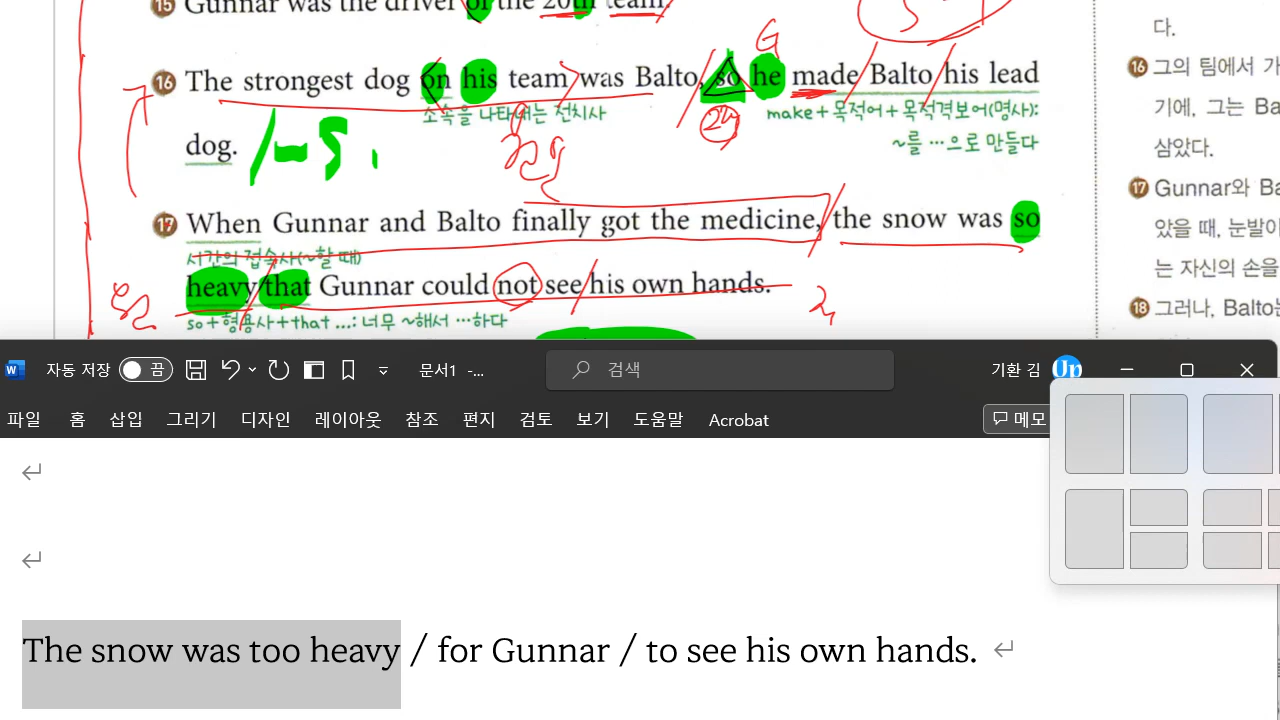 15 Gunnar was the driver of the 20th team.
G
16 The strongest dog on his team was Balto, so he made Balto his lead
소속을 나타내는 전치사
make+목적어+목적격보어(명사):
dog.
~를 …으로 만들다
17 When Gunnar and Balto finally got the medicine, the snow was so
시간의 접속사(~할 때)
heavy that Gunnar could not see his own hands.
so+형용사+that …: 너무 ~해서 …하다
다.
16 그의 팀에서 가
기에, 그는 Ba
삼았다.
17 Gunnar와 Ba
았을 때, 눈발이
는 자신의 손을
18 그러나, Balto는
자동 저장 끔 문서1 -... 검색 기환 김
파일 홈 삽입 그리기 디자인 레이아웃 참조 편지 검토 보기 도움말 Acrobat 메모
The snow was too heavy / for Gunnar / to see his own hands.